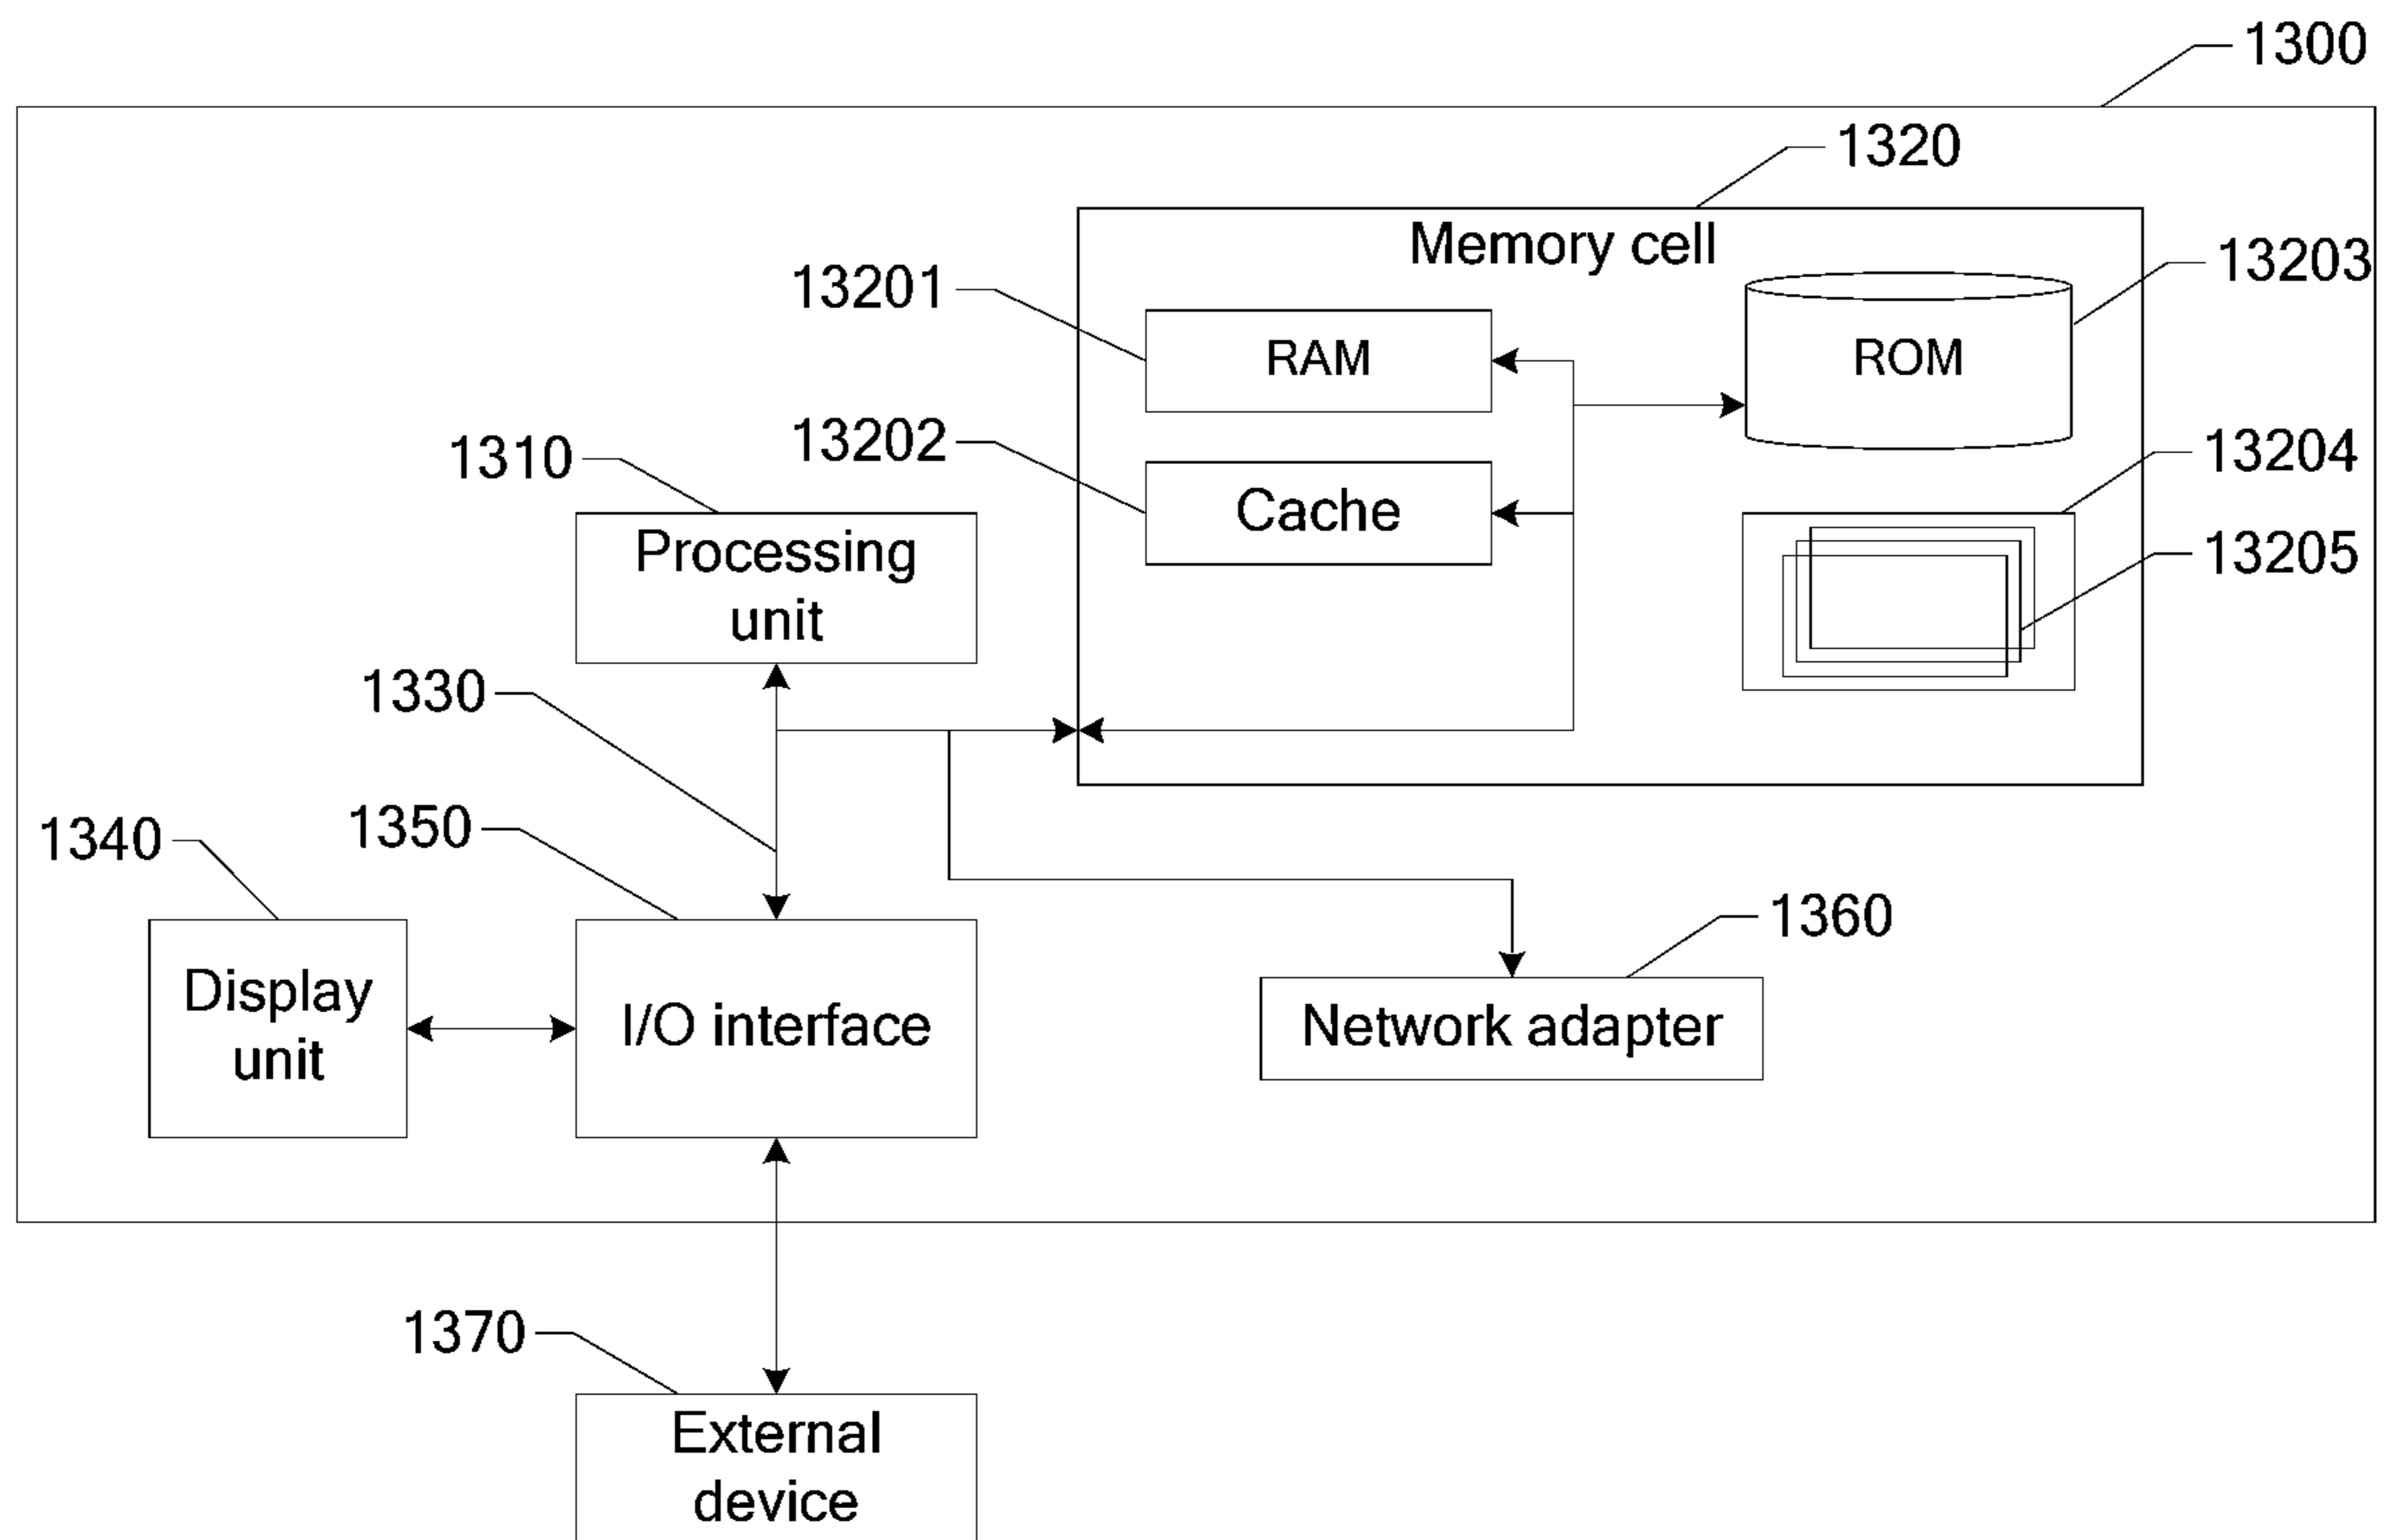 1300
1320
Memory cell
13203
13201
RAM
ROM
13202
13204
1310
Cache
13205
Processing
unit
1330
1350
1340
1360
Display
unit
I/O interface
Network adapter
1370
External
device